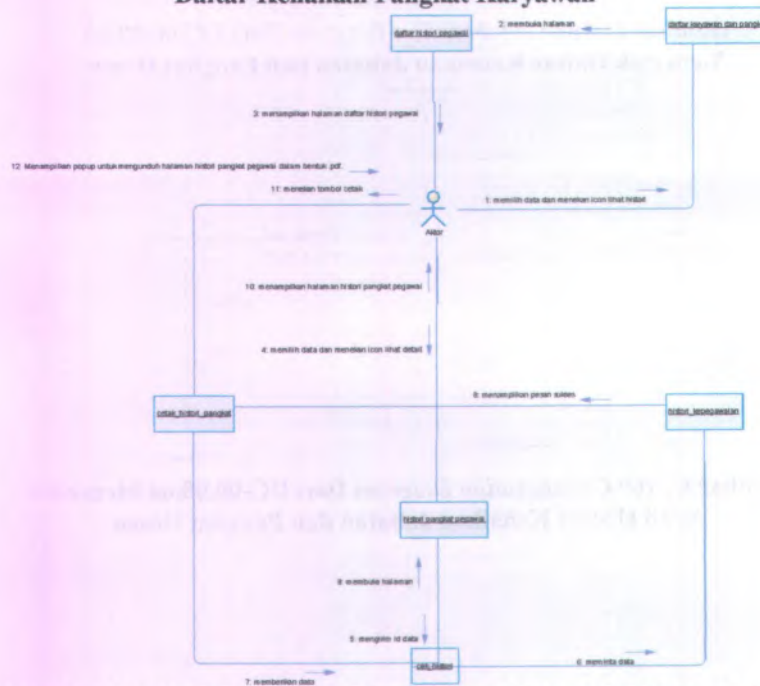 Daftar Kenaikan Pangkat Karyawan
daftar histori pegawai
2: membuka halaman
daftar karyawan dan pangkat
3: menampilkan halaman daftar histori pegawai
12: Menampilkan popup untuk mengunduh halaman histori pangkat pegawai dalam bentuk pdf.
11: menekan tombol cetak
1: memilih data dan menekan icon lihat histori
Aktor
10: menampilkan halaman histori pangkat pegawai
4: memilih data dan menekan icon lihat detail
9: menampilkan pesan sukses
cetak_histori_pangkat
histori_kepegawaian
8: membuka halaman
5: mengirim id data
6: meminta data
7: memberikan data